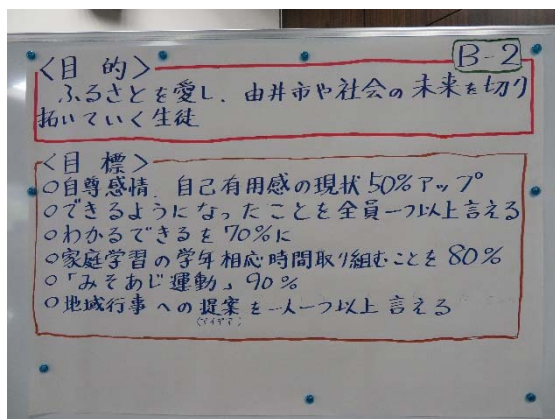 B-2
<目 的>
ふるさとを愛し、由井市や社会の未来を切り
拓いていく生徒
<目 標>
○自尊感情、自己有用感の現状50%アップ
○できるようになったことを全員一つ以上言える
○わかるできるを70%に
○家庭学習の学年相応時間取り組むことを80%
○「みそあじ運動」90%
○地域行事への提案を一人一つ以上言える